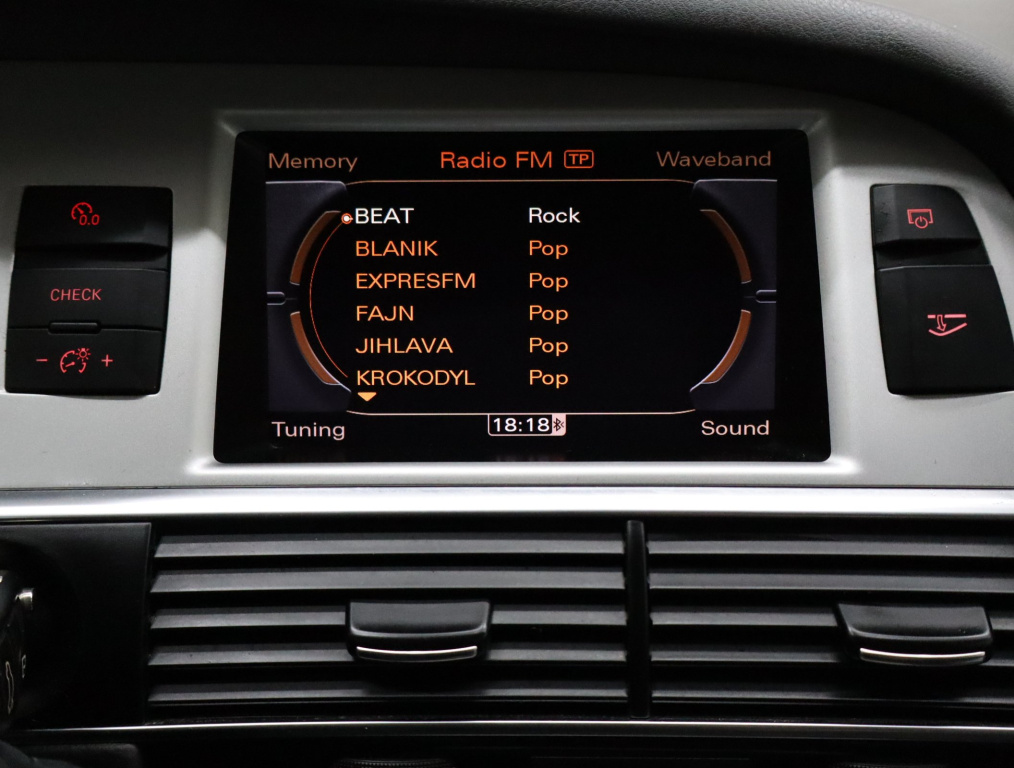 Memory Radio FM TP Waveband
0.0
BEAT Rock
BLANIK Pop
CHECK
EXPRESFM Pop
FAJN Pop
JIHLAVA Pop
- +
KROKODYL Pop
Tuning 18:18 Sound